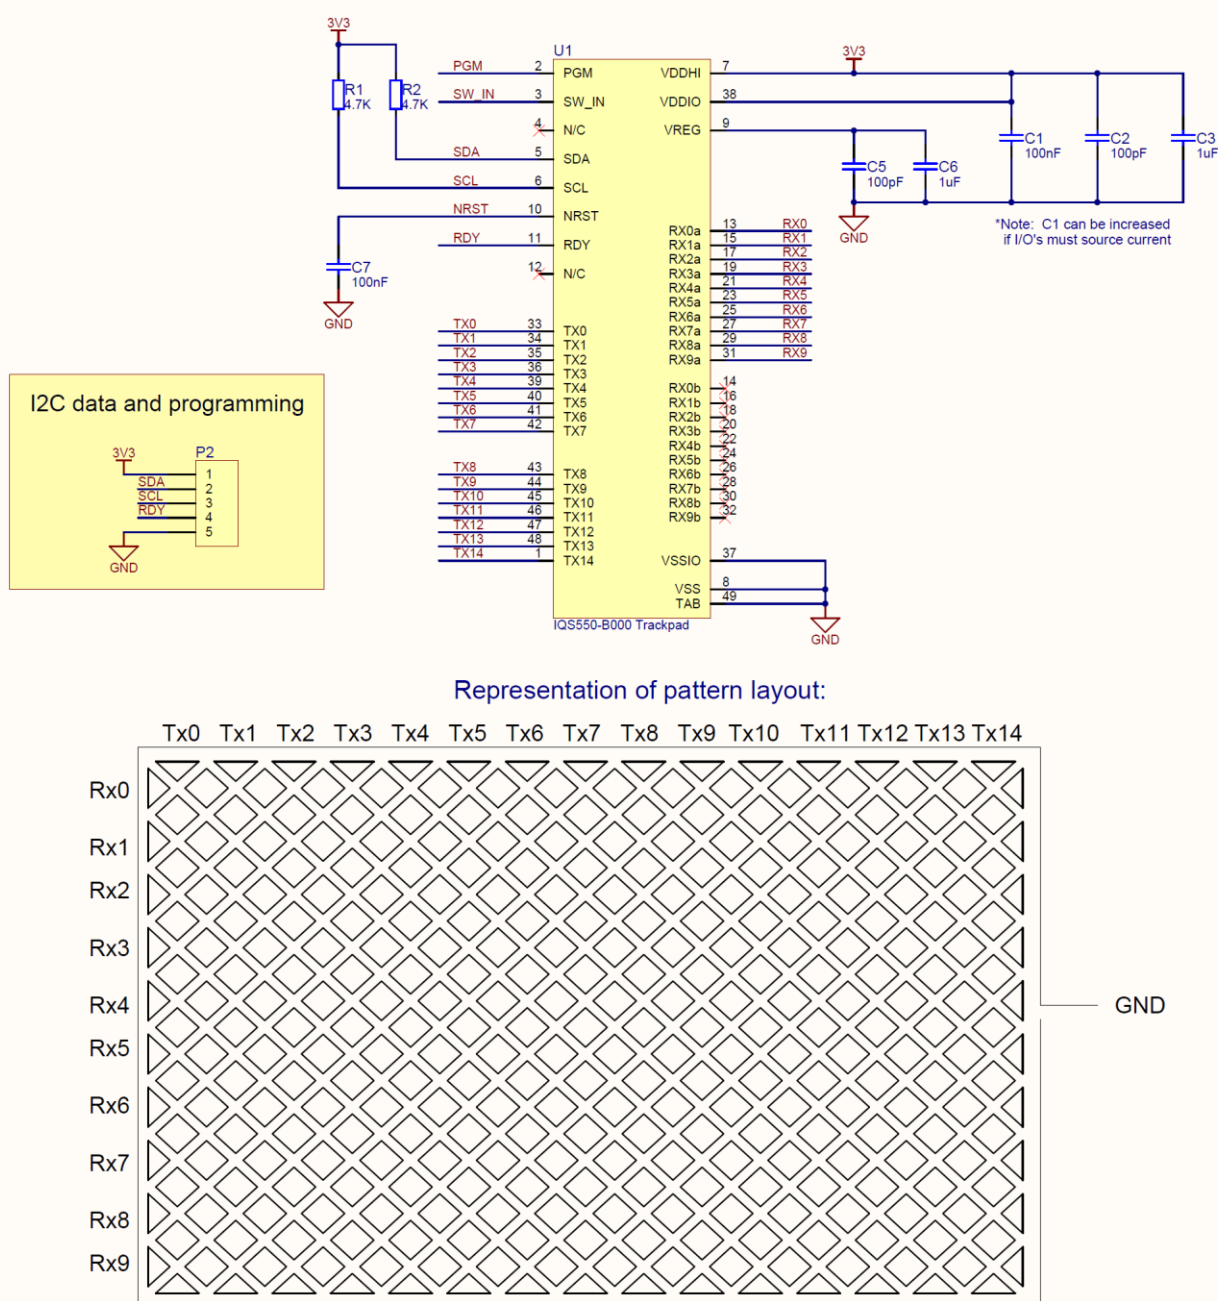 3V3
R1
4.7K
R2
4.7K
PGM
SW_IN
SDA
SCL
NRST
RDY
C7
100nF
GND
TX0
TX1
TX2
TX3
TX4
TX5
TX6
TX7
TX8
TX9
TX10
TX11
TX12
TX13
TX14
U1
2 PGM
3 SW_IN
4 N/C
5 SDA
6 SCL
10 NRST
11 RDY
12 N/C
33 TX0
34 TX1
35 TX2
36 TX3
39 TX4
40 TX5
41 TX6
42 TX7
43 TX8
44 TX9
45 TX10
46 TX11
47 TX12
48 TX13
1 TX14
VDDHI 7
VDDIO 38
VREG 9
RX0a 13 RX0
RX1a 15 RX1
RX2a 17 RX2
RX3a 19 RX3
RX4a 21 RX4
RX5a 23 RX5
RX6a 25 RX6
RX7a 27 RX7
RX8a 29 RX8
RX9a 31 RX9
RX0b 14
RX1b 16
RX2b 18
RX3b 20
RX4b 22
RX5b 24
RX6b 26
RX7b 28
RX8b 30
RX9b 32
VSSIO 37
VSS 8
TAB 49
GND
IQS550-B000 Trackpad
3V3
C5
100pF
C6
1uF
C1
100nF
C2
100pF
C3
1uF
GND
*Note: C1 can be increased
if I/O's must source current
I2C data and programming
3V3
P2
1
SDA 2
SCL 3
RDY 4
5
GND
Representation of pattern layout:
Tx0 Tx1 Tx2 Tx3 Tx4 Tx5 Tx6 Tx7 Tx8 Tx9 Tx10 Tx11 Tx12 Tx13 Tx14
Rx0
Rx1
Rx2
Rx3
Rx4
GND
Rx5
Rx6
Rx7
Rx8
Rx9